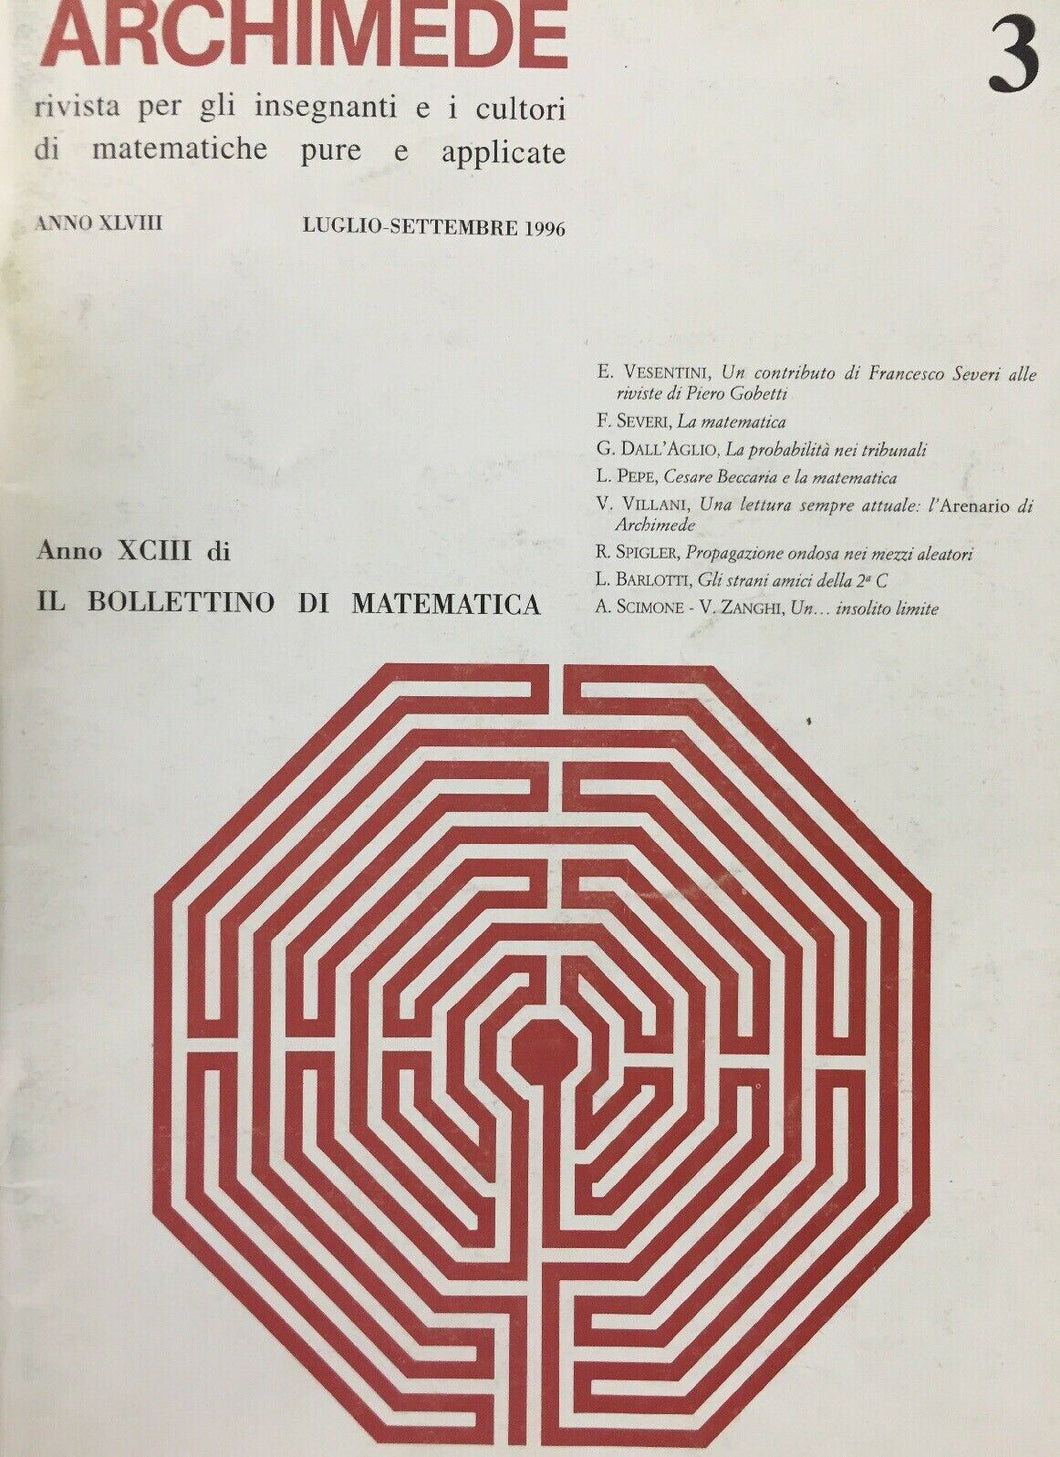 ARCHIMEDE
3
rivista per gli insegnanti e i cultori
di matematiche pure e applicate
ANNO XLVIII LUGLIO-SETTEMBRE 1996
E. VESENTINI, Un contributo di Francesco Severi alle
riviste di Piero Gobetti
F. SEVERI, La matematica
G. DALL'AGLIO, La probabilità nei tribunali
L. PEPE, Cesare Beccaria e la matematica
V. VILLANI, Una lettura sempre attuale: l'Arenario di
Archimede
R. SPIGLER, Propagazione ondosa nei mezzi aleatori
L. BARLOTTI, Gli strani amici della 2ª C
A. SCIMONE - V. ZANGHI, Un... insolito limite
Anno XCIII di
IL BOLLETTINO DI MATEMATICA